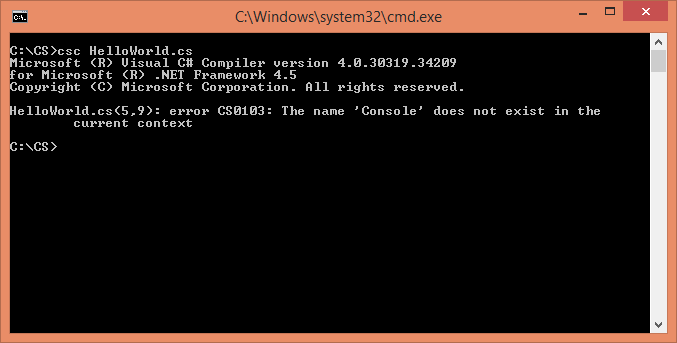 C:\Windows\system32\cmd.exe
C:\CS>csc HelloWorld.cs
Microsoft (R) Visual C# Compiler version 4.0.30319.34209
for Microsoft (R) .NET Framework 4.5
Copyright (C) Microsoft Corporation. All rights reserved.
HelloWorld.cs(5,9): error CS0103: The name 'Console' does not exist in the
current context
C:\CS>